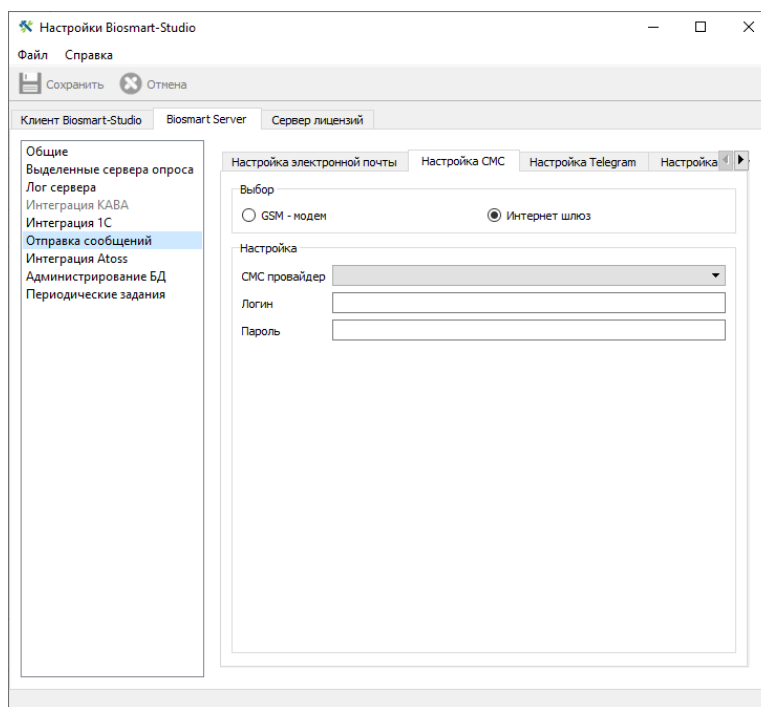 Настройки Biosmart-Studio
Файл Справка
Сохранить Отмена
Клиент Biosmart-Studio Biosmart Server Сервер лицензий
Общие
Выделенные сервера опроса
Лог сервера
Интеграция KABA
Интеграция 1С
Отправка сообщений
Интеграция Atoss
Администрирование БД
Периодические задания
Настройка электронной почты Настройка СМС Настройка Telegram Настройка
Выбор
GSM - модем Интернет шлюз
Настройка
СМС провайдер
Логин
Пароль